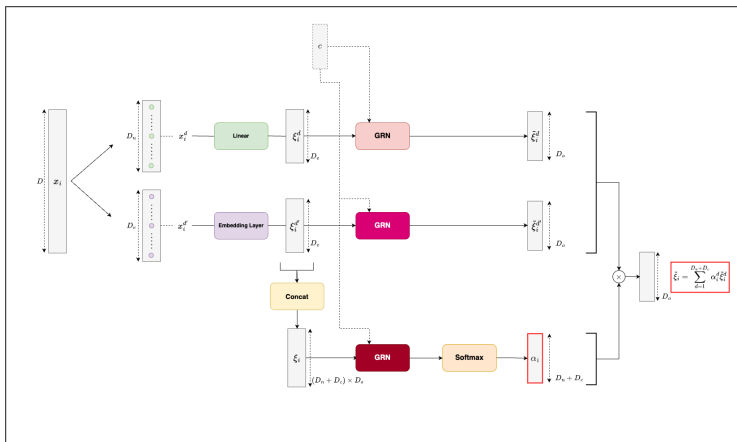 c
D_n
x_i^d
Linear
ξ_i^d
D_e
GRN
ξ̃_i^d
D_o
D
x_i
D_c
x_i^{d'}
Embedding Layer
ξ_i^{d'}
D_e
GRN
ξ̃_i^{d'}
D_o
Concat
×
D_o
ξ̃_i = \sum_{d=1}^{D_n+D_c} α_i^d ξ̃_i^d
ξ_i
(D_n + D_c) × D_e
GRN
Softmax
α_i
D_n + D_c